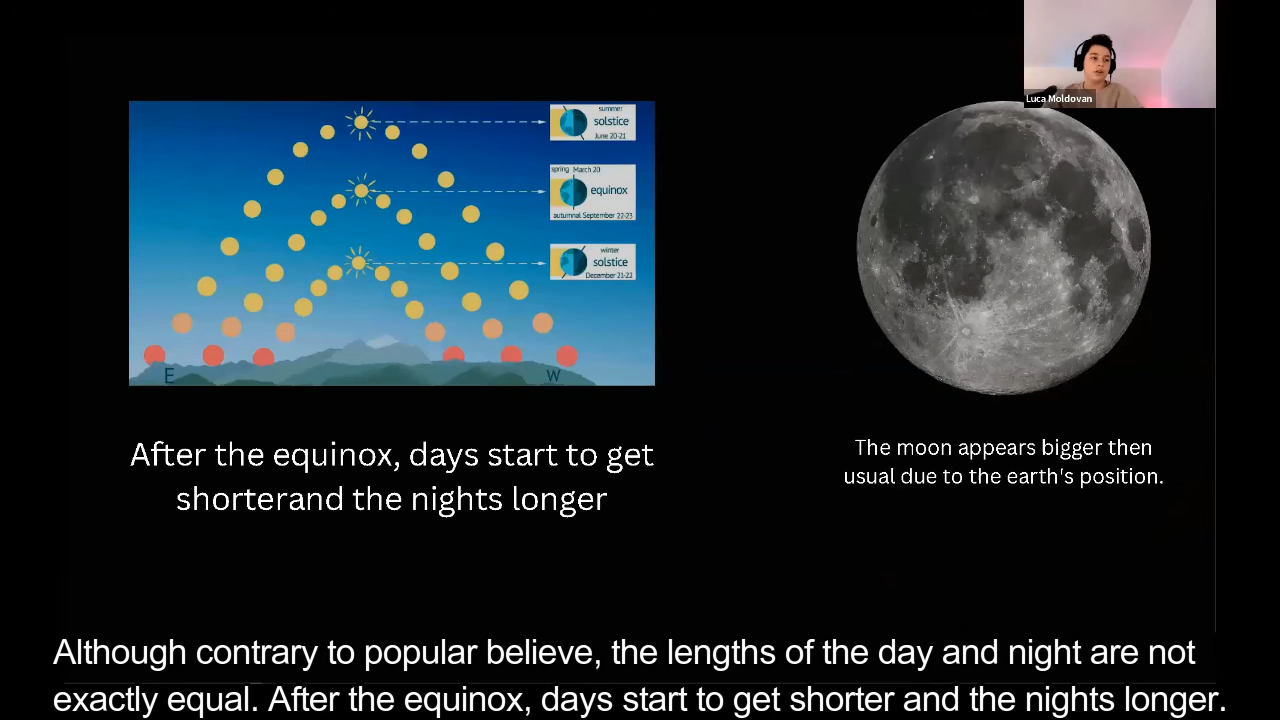 Luca Moldovan
summer
solstice
June 20-21
spring March 20
equinox
autumnal September 22-23
winter
solstice
December 21-22
E
W
After the equinox, days start to get
shorterand the nights longer
The moon appears bigger then
usual due to the earth's position.
Although contrary to popular believe, the lengths of the day and night are not
exactly equal. After the equinox, days start to get shorter and the nights longer.